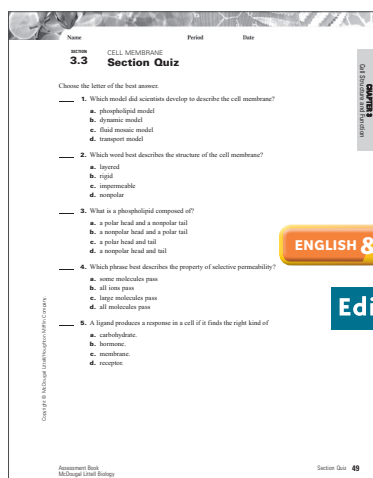 Name Period Date
SECTION
3.3
CELL MEMBRANE
Section Quiz
CHAPTER 3
Cell Structure and Function
Choose the letter of the best answer.
1. Which model did scientists develop to describe the cell membrane?
a. phospholipid model
b. dynamic model
c. fluid mosaic model
d. transport model
2. Which word best describes the structure of the cell membrane?
a. layered
b. rigid
c. impermeable
d. nonpolar
3. What is a phospholipid composed of?
a. a polar head and a nonpolar tail
b. a nonpolar head and a polar tail
c. a polar head and tail
d. a nonpolar head and tail
ENGLISH &
4. Which phrase best describes the property of selective permeability?
a. some molecules pass
b. all ions pass
c. large molecules pass
d. all molecules pass
Edi
5. A ligand produces a response in a cell if it finds the right kind of
a. carbohydrate.
b. hormone.
c. membrane.
d. receptor.
Copyright © McDougal Littell/Houghton Mifflin Company.
Assessment Book
McDougal Littell Biology
Section Quiz 49